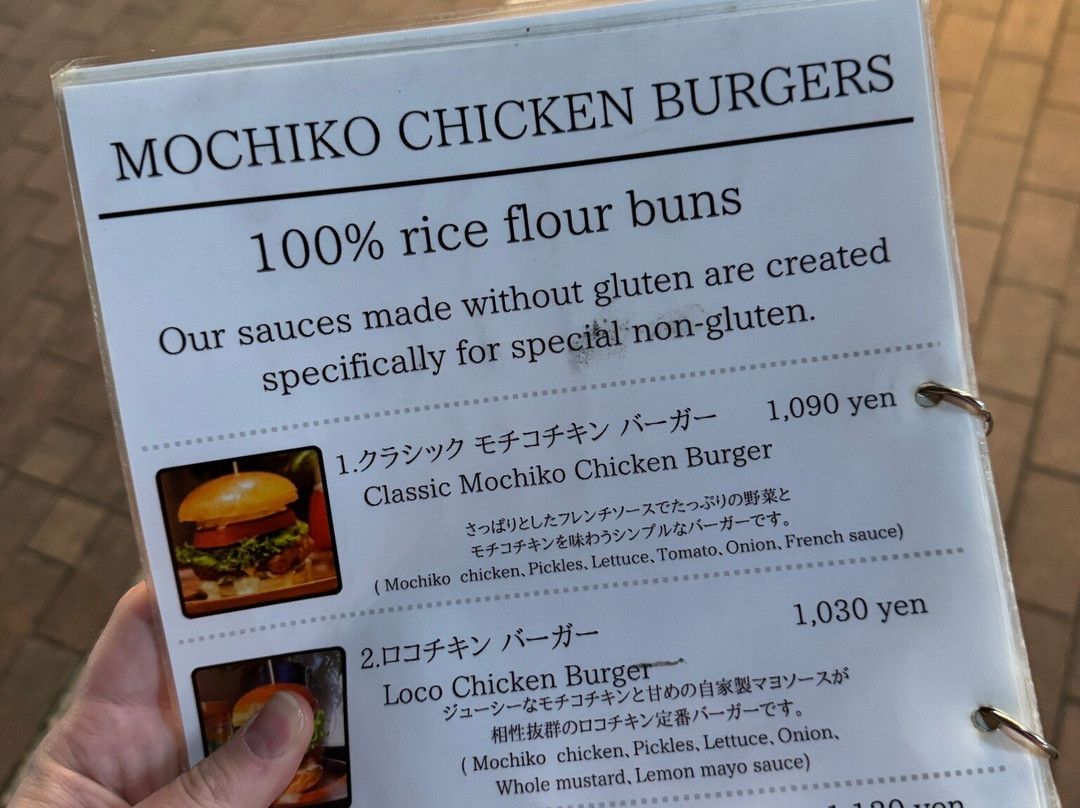 MOCHIKO CHICKEN BURGERS
100% rice flour buns
Our sauces made without gluten are created
specifically for special non-gluten.
1.クラシック モチコチキン バーガー 1,090 yen
Classic Mochiko Chicken Burger
さっぱりとしたフレンチソースでたっぷりの野菜と
モチコチキンを味わうシンプルなバーガーです。
( Mochiko chicken、Pickles、Lettuce、Tomato、Onion、French sauce)
2.ロコチキン バーガー 1,030 yen
Loco Chicken Burger
ジューシーなモチコチキンと甘めの自家製マヨソースが
相性抜群のロコチキン定番バーガーです。
( Mochiko chicken、Pickles、Lettuce、Onion、
Whole mustard、Lemon mayo sauce)
yen